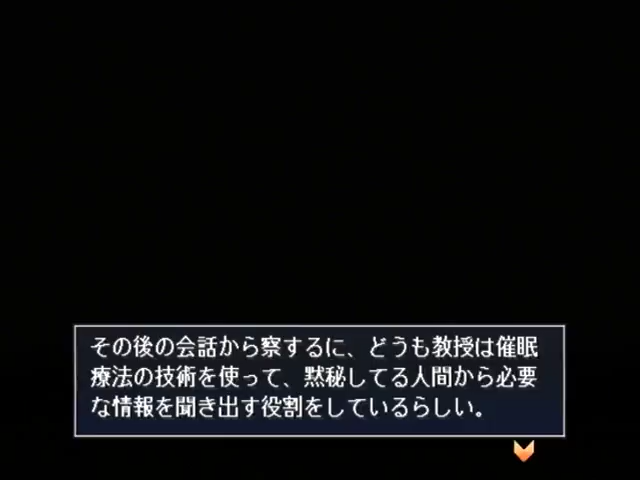 その後の会話から察するに、どうも教授は催眠
療法の技術を使って、黙秘してる人間から必要
な情報を聞き出す役割をしているらしい。